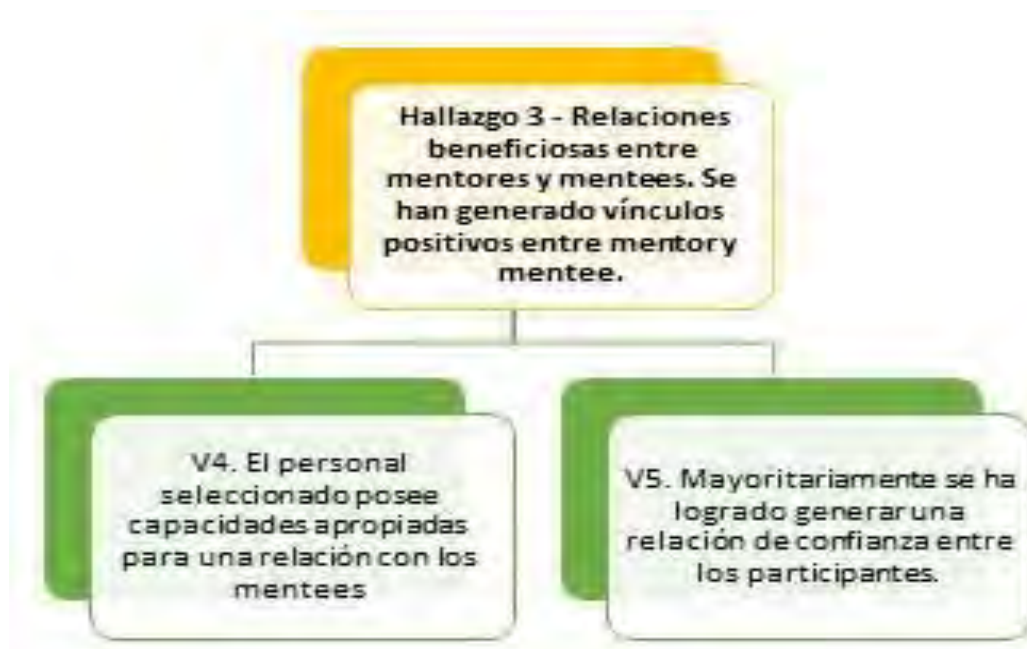 Hallazgo 3 - Relaciones
beneficiosas entre
mentores y mentees. Se
han generado vínculos
positivos entre mentor y
mentee.
V4. El personal
seleccionado posee
capacidades apropiadas
para una relación con los
mentees
V5. Mayoritariamente se ha
logrado generar una
relación de confianza entre
los participantes.